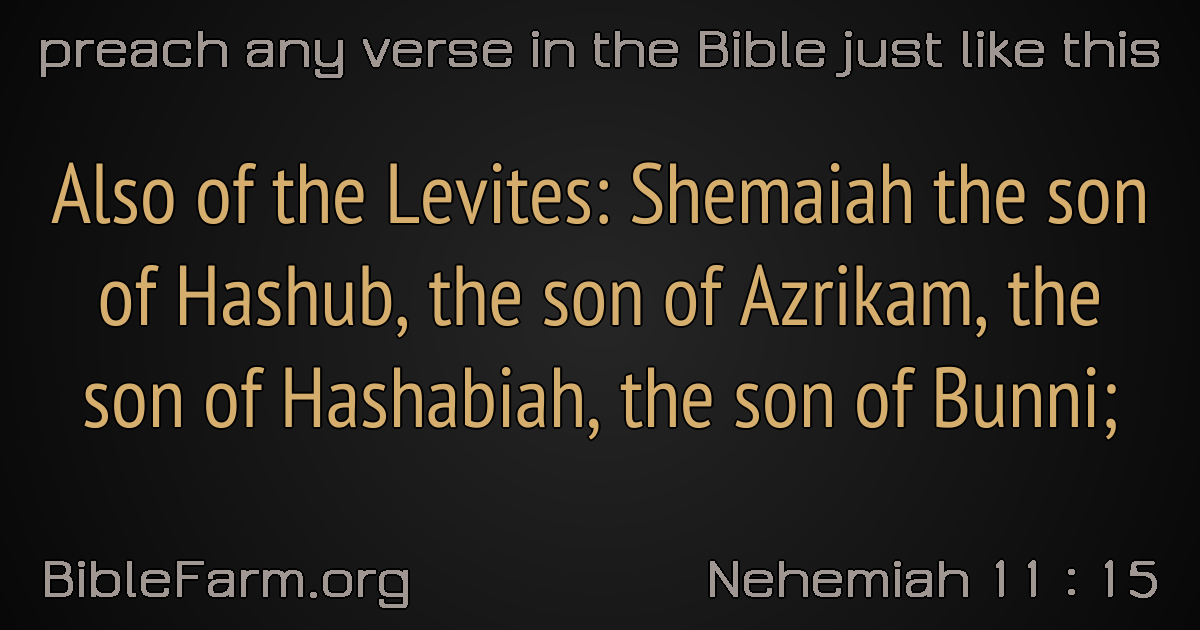 preach any verse in the Bible just like this
Also of the Levites: Shemaiah the son
of Hashub, the son of Azrikam, the
son of Hashabiah, the son of Bunni;
BibleFarm.org
Nehemiah 11 : 15